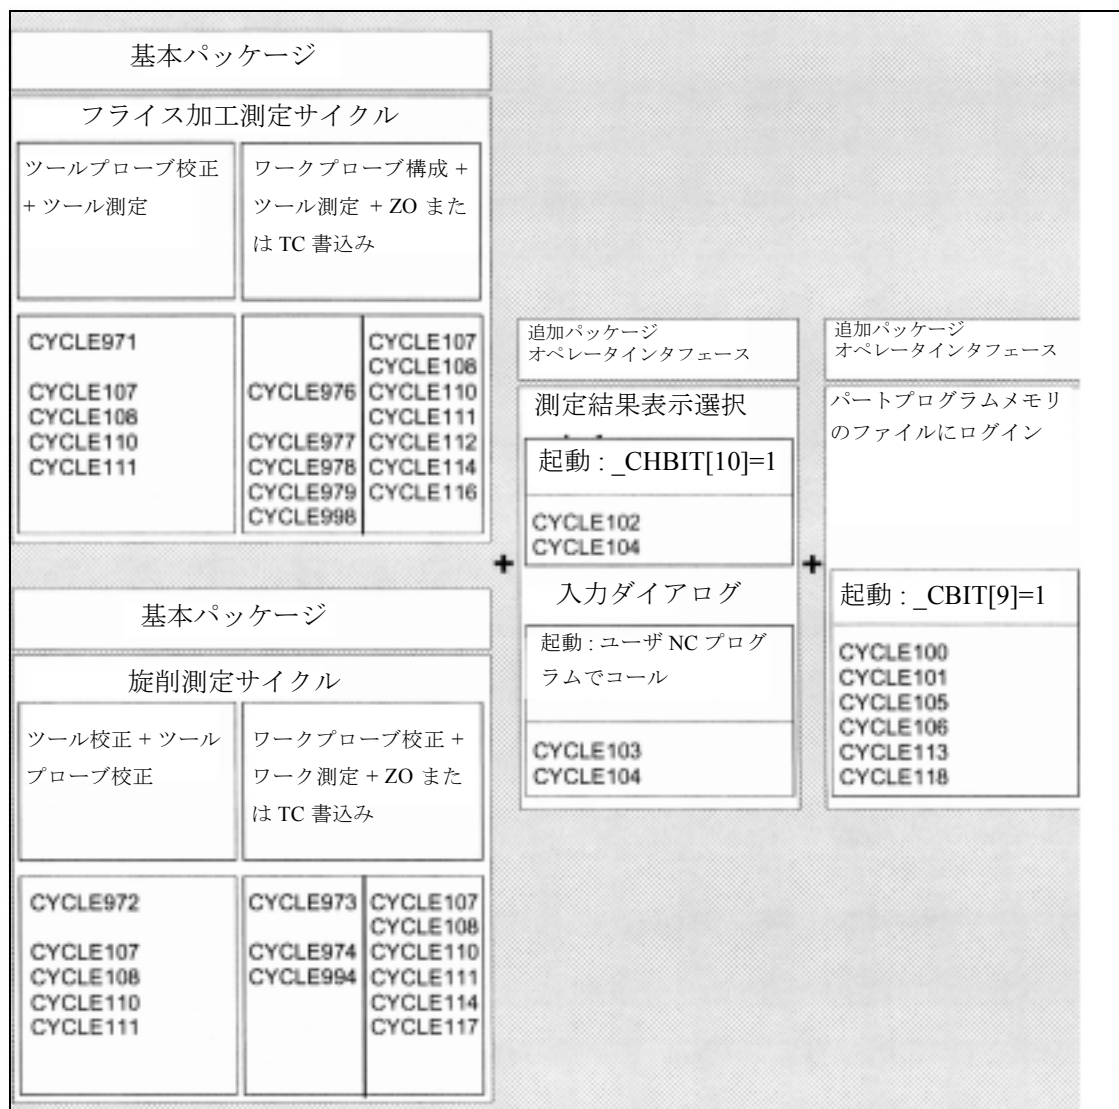 基本パッケージ
フライス加工測定サイクル
ツールプローブ校正
+ ツール測定
ワークプローブ構成 +
ツール測定 + ZO また
は TC 書込み
CYCLE971
CYCLE107
CYCLE108
CYCLE110
CYCLE111
CYCLE976
CYCLE977
CYCLE978
CYCLE979
CYCLE998
CYCLE107
CYCLE108
CYCLE110
CYCLE111
CYCLE112
CYCLE114
CYCLE116
基本パッケージ
旋削測定サイクル
ツール校正 + ツール
プローブ校正
ワークプローブ校正 +
ワーク測定 + ZO また
は TC 書込み
CYCLE972
CYCLE107
CYCLE108
CYCLE110
CYCLE111
CYCLE973
CYCLE974
CYCLE994
CYCLE107
CYCLE108
CYCLE110
CYCLE111
CYCLE114
CYCLE117
+
追加パッケージ
オペレータインタフェース
測定結果表示選択
起動 : _CHBIT[10]=1
CYCLE102
CYCLE104
入力ダイアログ
起動 : ユーザ NC プログ
ラムでコール
CYCLE103
CYCLE104
+
追加パッケージ
オペレータインタフェース
パートプログラムメモリ
のファイルにログイン
起動 : _CBIT[9]=1
CYCLE100
CYCLE101
CYCLE105
CYCLE106
CYCLE113
CYCLE118